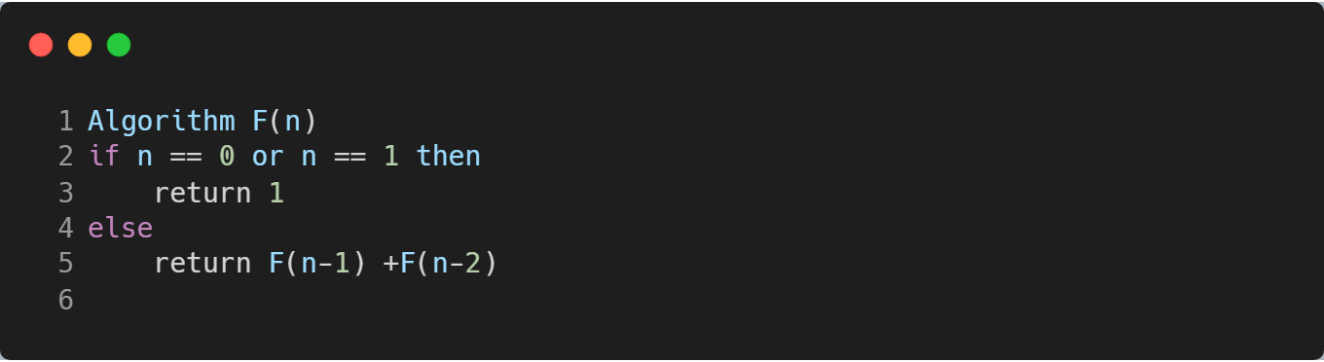 1 Algorithm F(n)
2 if n == 0 or n == 1 then
3     return 1
4 else
5     return F(n-1) +F(n-2)
6